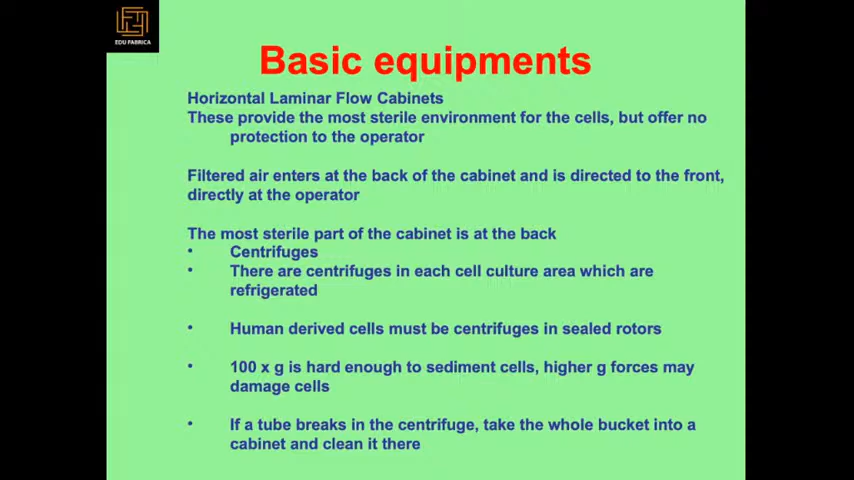 EDU FABRICA
Basic equipments
Horizontal Laminar Flow Cabinets
These provide the most sterile environment for the cells, but offer no
protection to the operator
Filtered air enters at the back of the cabinet and is directed to the front,
directly at the operator
The most sterile part of the cabinet is at the back
• Centrifuges
• There are centrifuges in each cell culture area which are
refrigerated
• Human derived cells must be centrifuges in sealed rotors
• 100 x g is hard enough to sediment cells, higher g forces may
damage cells
• If a tube breaks in the centrifuge, take the whole bucket into a
cabinet and clean it there